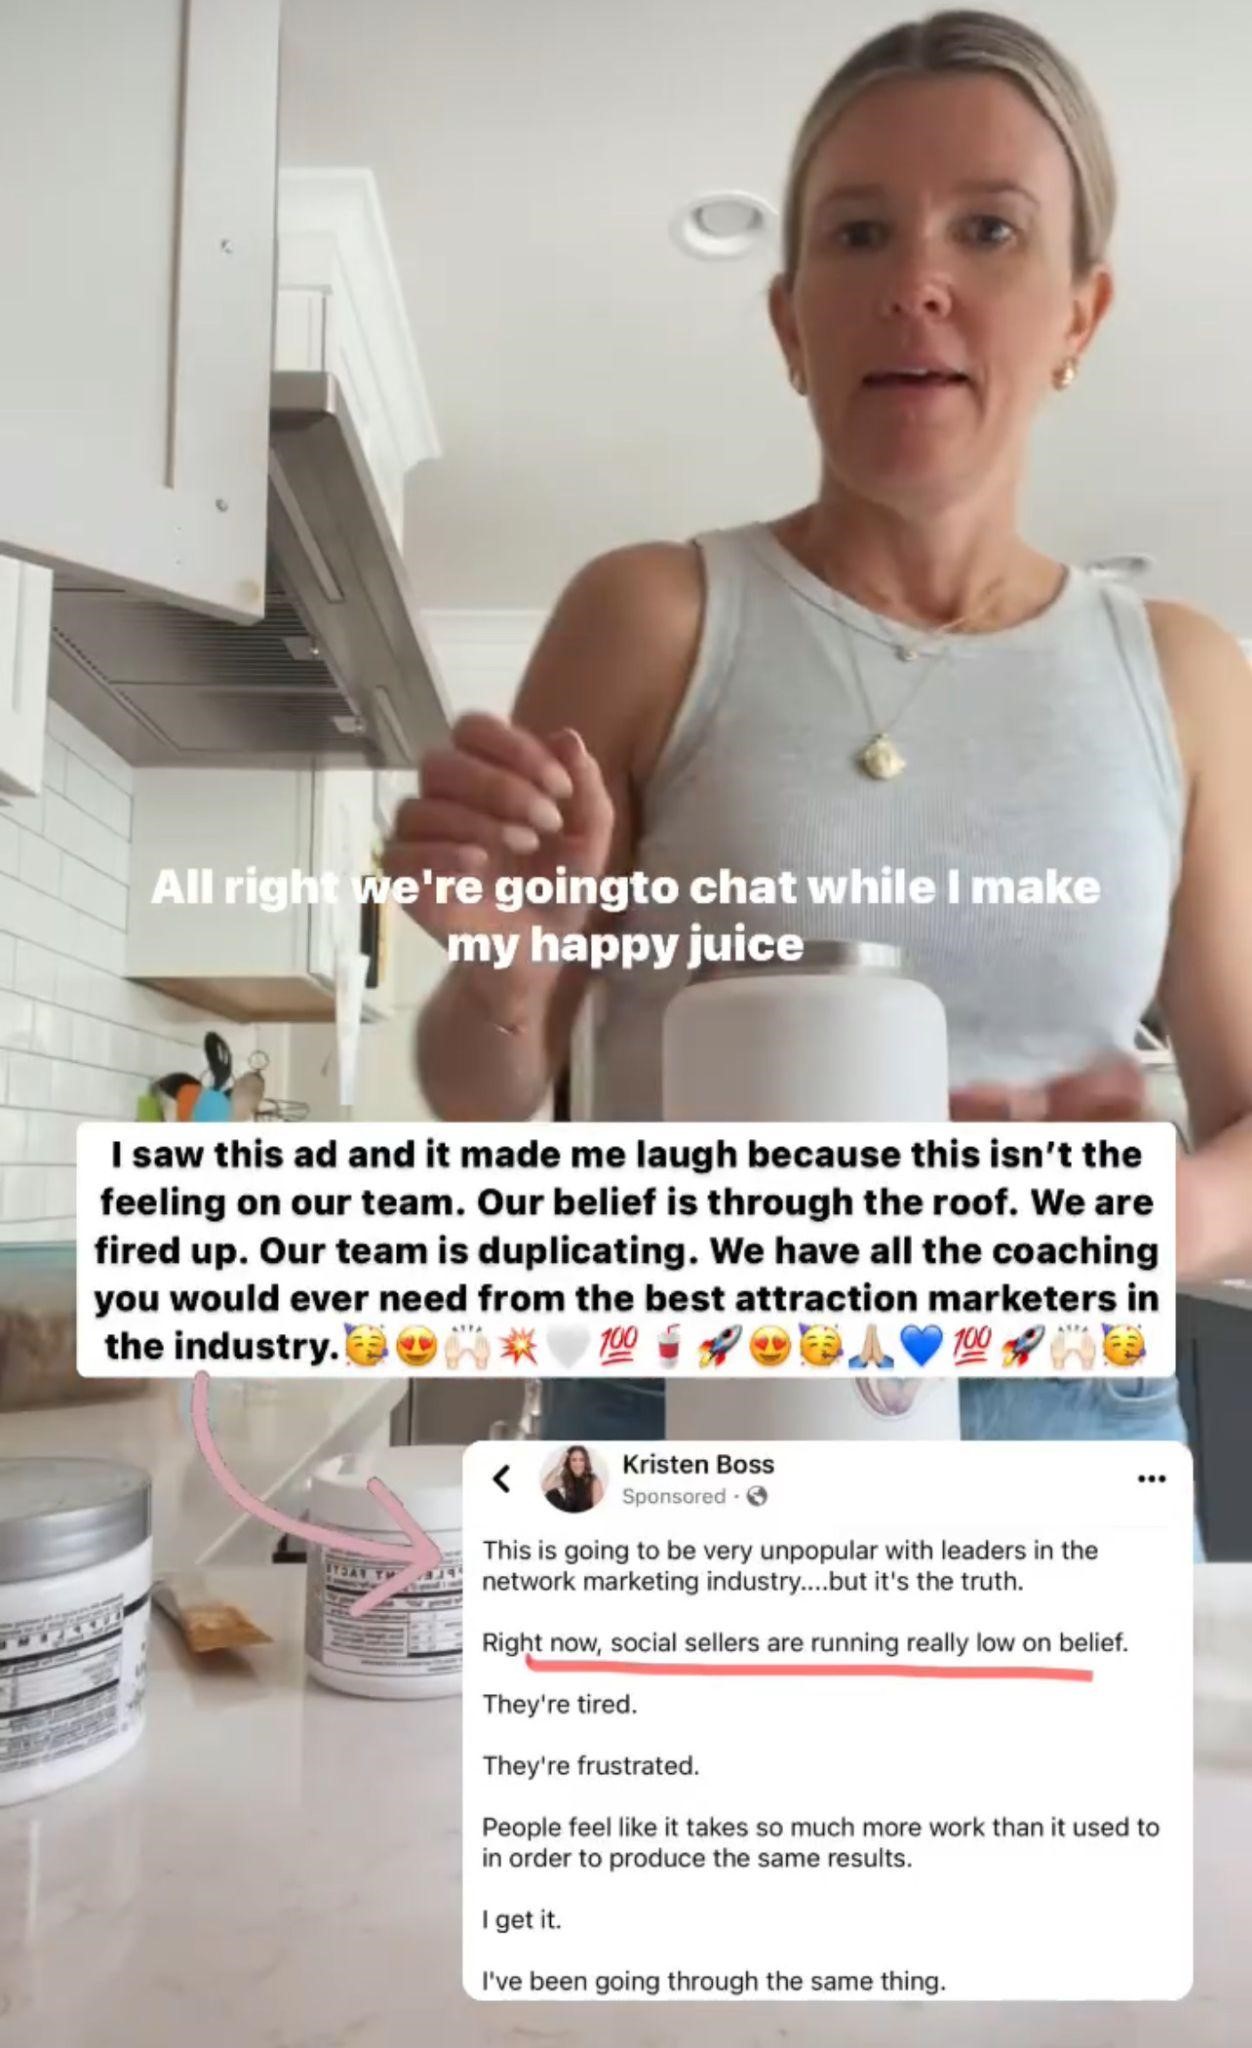 All right we're goingto chat while I make
my happy juice
I saw this ad and it made me laugh because this isn't the
feeling on our team. Our belief is through the roof. We are
fired up. Our team is duplicating. We have all the coaching
you would ever need from the best attraction marketers in
the industry.🥳😍🙌🏻💥🤍💯🥤🚀😍🥳🙏🏼💙💯🚀🙌🏻🥳
Kristen Boss
Sponsored ·
This is going to be very unpopular with leaders in the
network marketing industry....but it's the truth.
Right now, social sellers are running really low on belief.
They're tired.
They're frustrated.
People feel like it takes so much more work than it used to
in order to produce the same results.
I get it.
I've been going through the same thing.